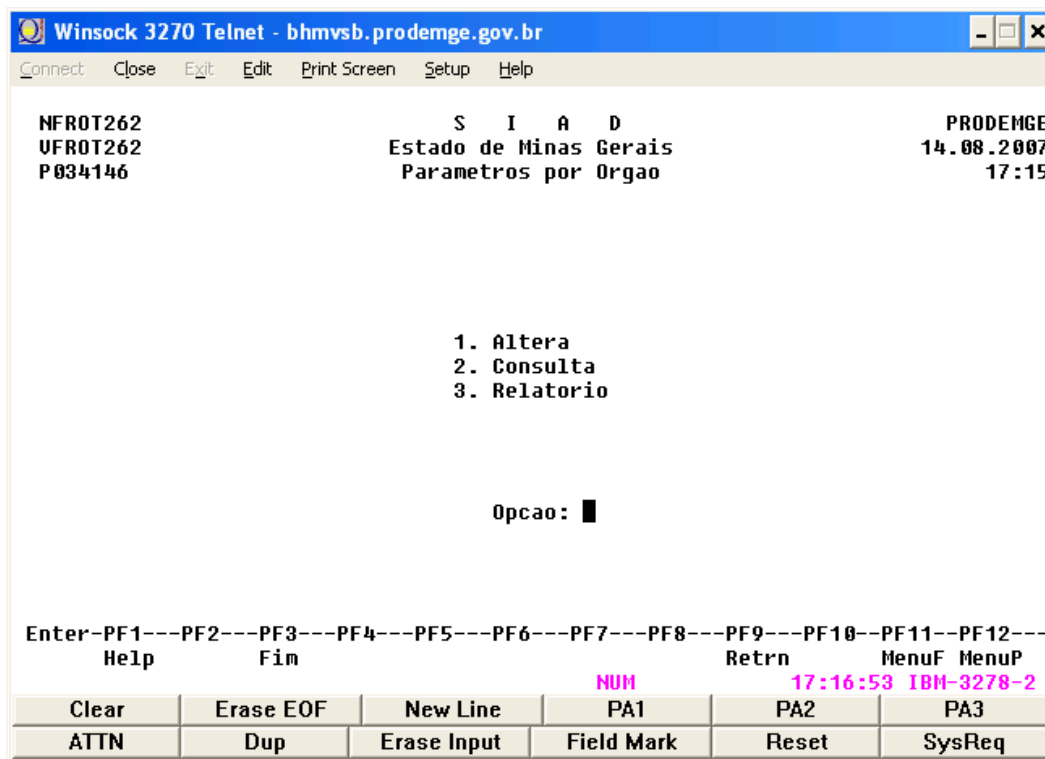 Winsock 3270 Telnet - bhmvsb.prodemge.gov.br
Connect Close Exit Edit Print Screen Setup Help
NFROT262 S I A D PRODEMGE
VFROT262 Estado de Minas Gerais 14.08.2007
P034146 Parametros por Orgao 17:15
1. Altera
2. Consulta
3. Relatorio
Opcao:
Enter-PF1---PF2---PF3---PF4---PF5---PF6---PF7---PF8---PF9---PF10--PF11--PF12---
Help Fim Retrn MenuF MenuP
NUM 17:16:53 IBM-3278-2
Clear Erase EOF New Line PA1 PA2 PA3
ATTN Dup Erase Input Field Mark Reset SysReq